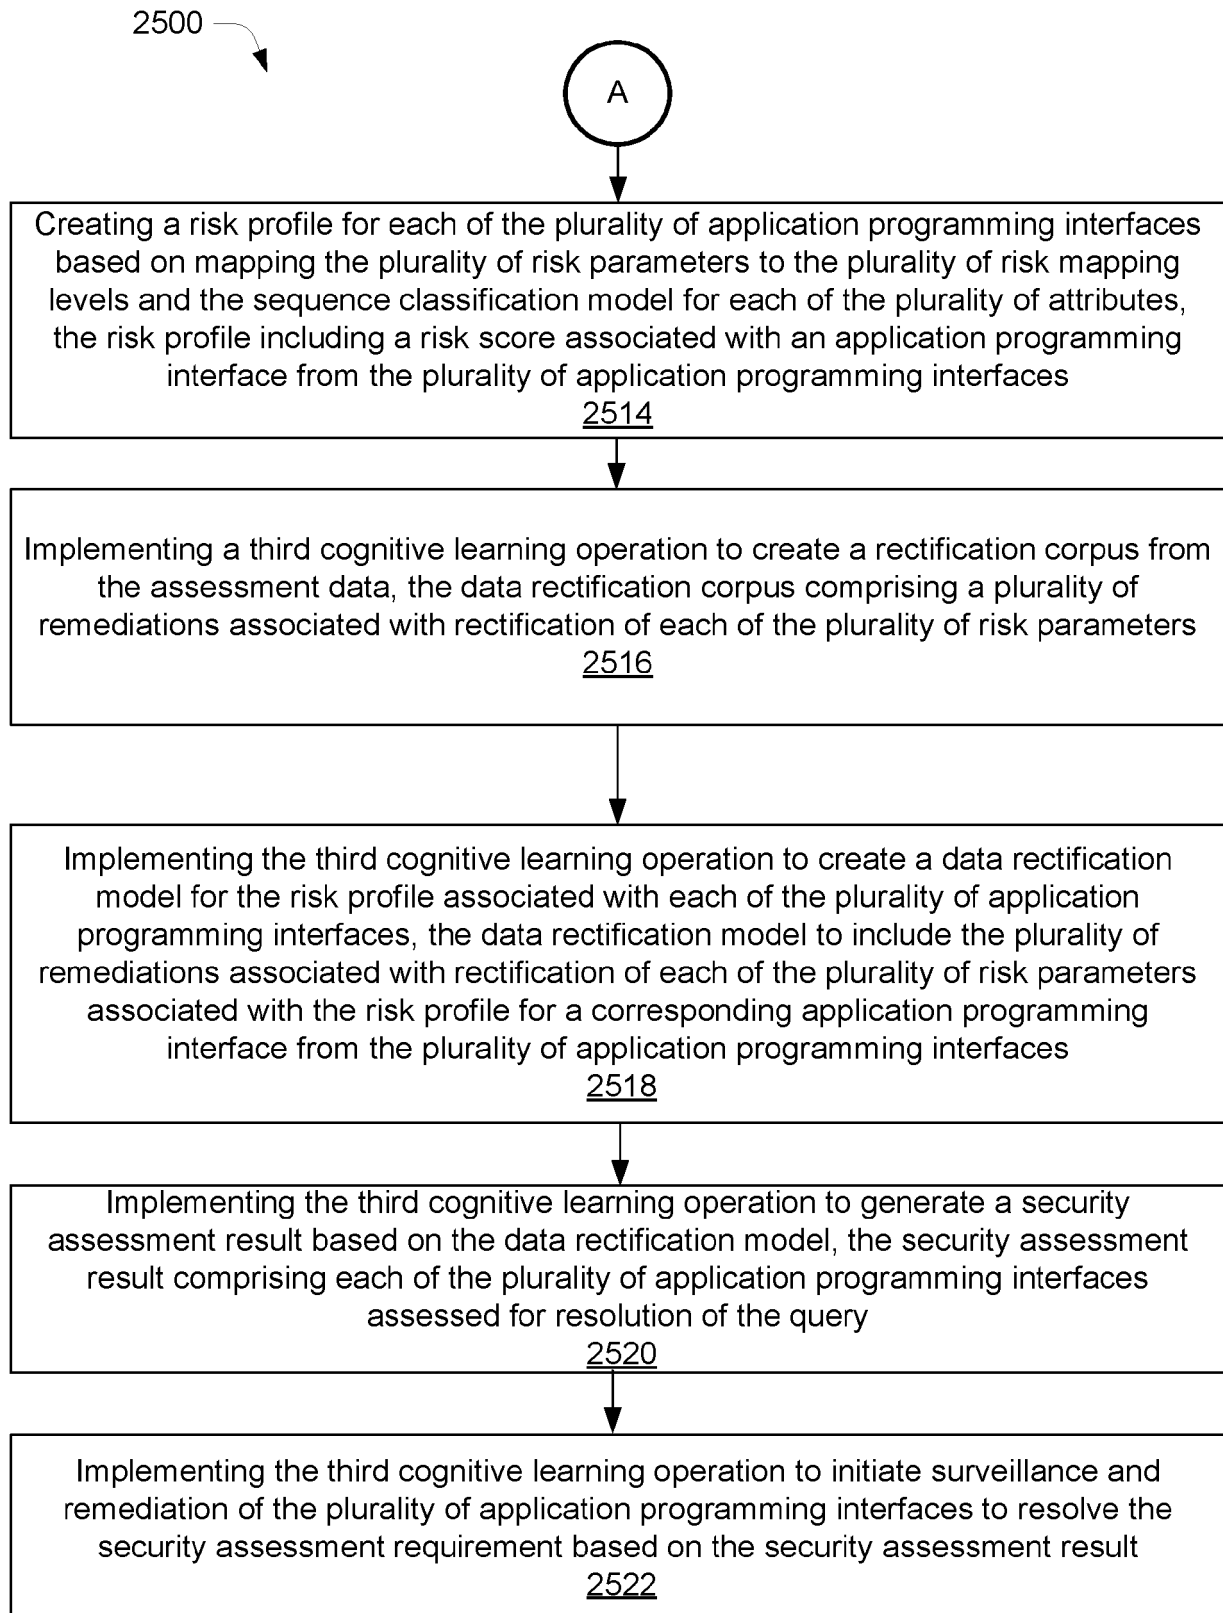 2500
A
Creating a risk profile for each of the plurality of application programming interfaces
based on mapping the plurality of risk parameters to the plurality of risk mapping
levels and the sequence classification model for each of the plurality of attributes,
the risk profile including a risk score associated with an application programming
interface from the plurality of application programming interfaces
2514
Implementing a third cognitive learning operation to create a rectification corpus from
the assessment data, the data rectification corpus comprising a plurality of
remediations associated with rectification of each of the plurality of risk parameters
2516
Implementing the third cognitive learning operation to create a data rectification
model for the risk profile associated with each of the plurality of application
programming interfaces, the data rectification model to include the plurality of
remediations associated with rectification of each of the plurality of risk parameters
associated with the risk profile for a corresponding application programming
interface from the plurality of application programming interfaces
2518
Implementing the third cognitive learning operation to generate a security
assessment result based on the data rectification model, the security assessment
result comprising each of the plurality of application programming interfaces
assessed for resolution of the query
2520
Implementing the third cognitive learning operation to initiate surveillance and
remediation of the plurality of application programming interfaces to resolve the
security assessment requirement based on the security assessment result
2522